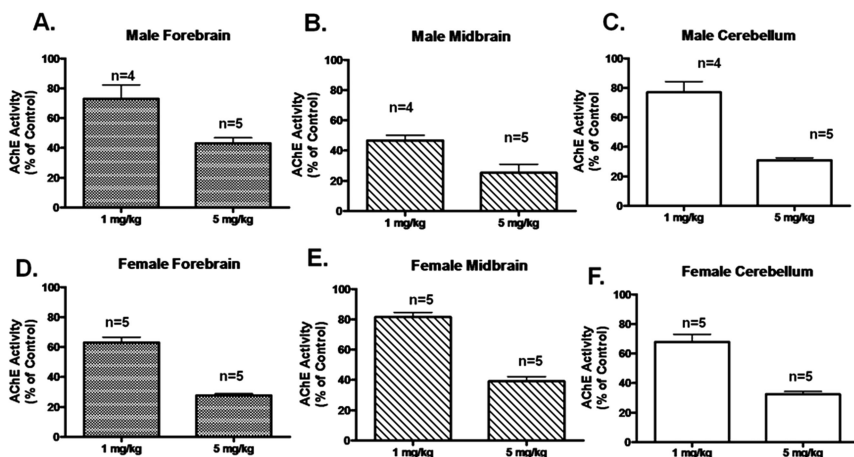 A.
Male Forebrain
AChE Activity
(% of Control)
100
80
60
40
20
0
n=4
n=5
1 mg/kg
5 mg/kg
B.
Male Midbrain
AChE Activity
(% of Control)
100
80
60
40
20
0
n=4
n=5
1 mg/kg
5 mg/kg
C.
Male Cerebellum
AChE Activity
(% of Control)
100
80
60
40
20
0
n=4
n=5
1 mg/kg
5 mg/kg
D.
Female Forebrain
AChE Activity
(% of Control)
100
80
60
40
20
0
n=5
n=5
1 mg/kg
5 mg/kg
E.
Female Midbrain
AChE Activity
(% of Control)
100
80
60
40
20
0
n=5
n=5
1 mg/kg
5 mg/kg
F.
Female Cerebellum
AChE Activity
(% of Control)
100
80
60
40
20
0
n=5
n=5
1 mg/kg
5 mg/kg